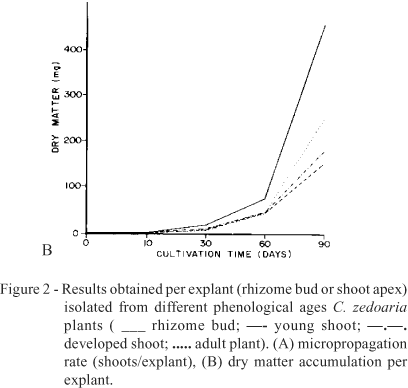 400
300
200
100
0
DRY MATTER (mg)
0 10 30 60 90
CULTIVATION TIME (DAYS)
B
Figure 2 - Results obtained per explant (rhizome bud or shoot apex)
isolated from different phenological ages C. zedoaria
plants ( ___ rhizome bud; —- young shoot; —.—.
developed shoot; ..... adult plant). (A) micropropagation
rate (shoots/explant), (B) dry matter accumulation per
explant.